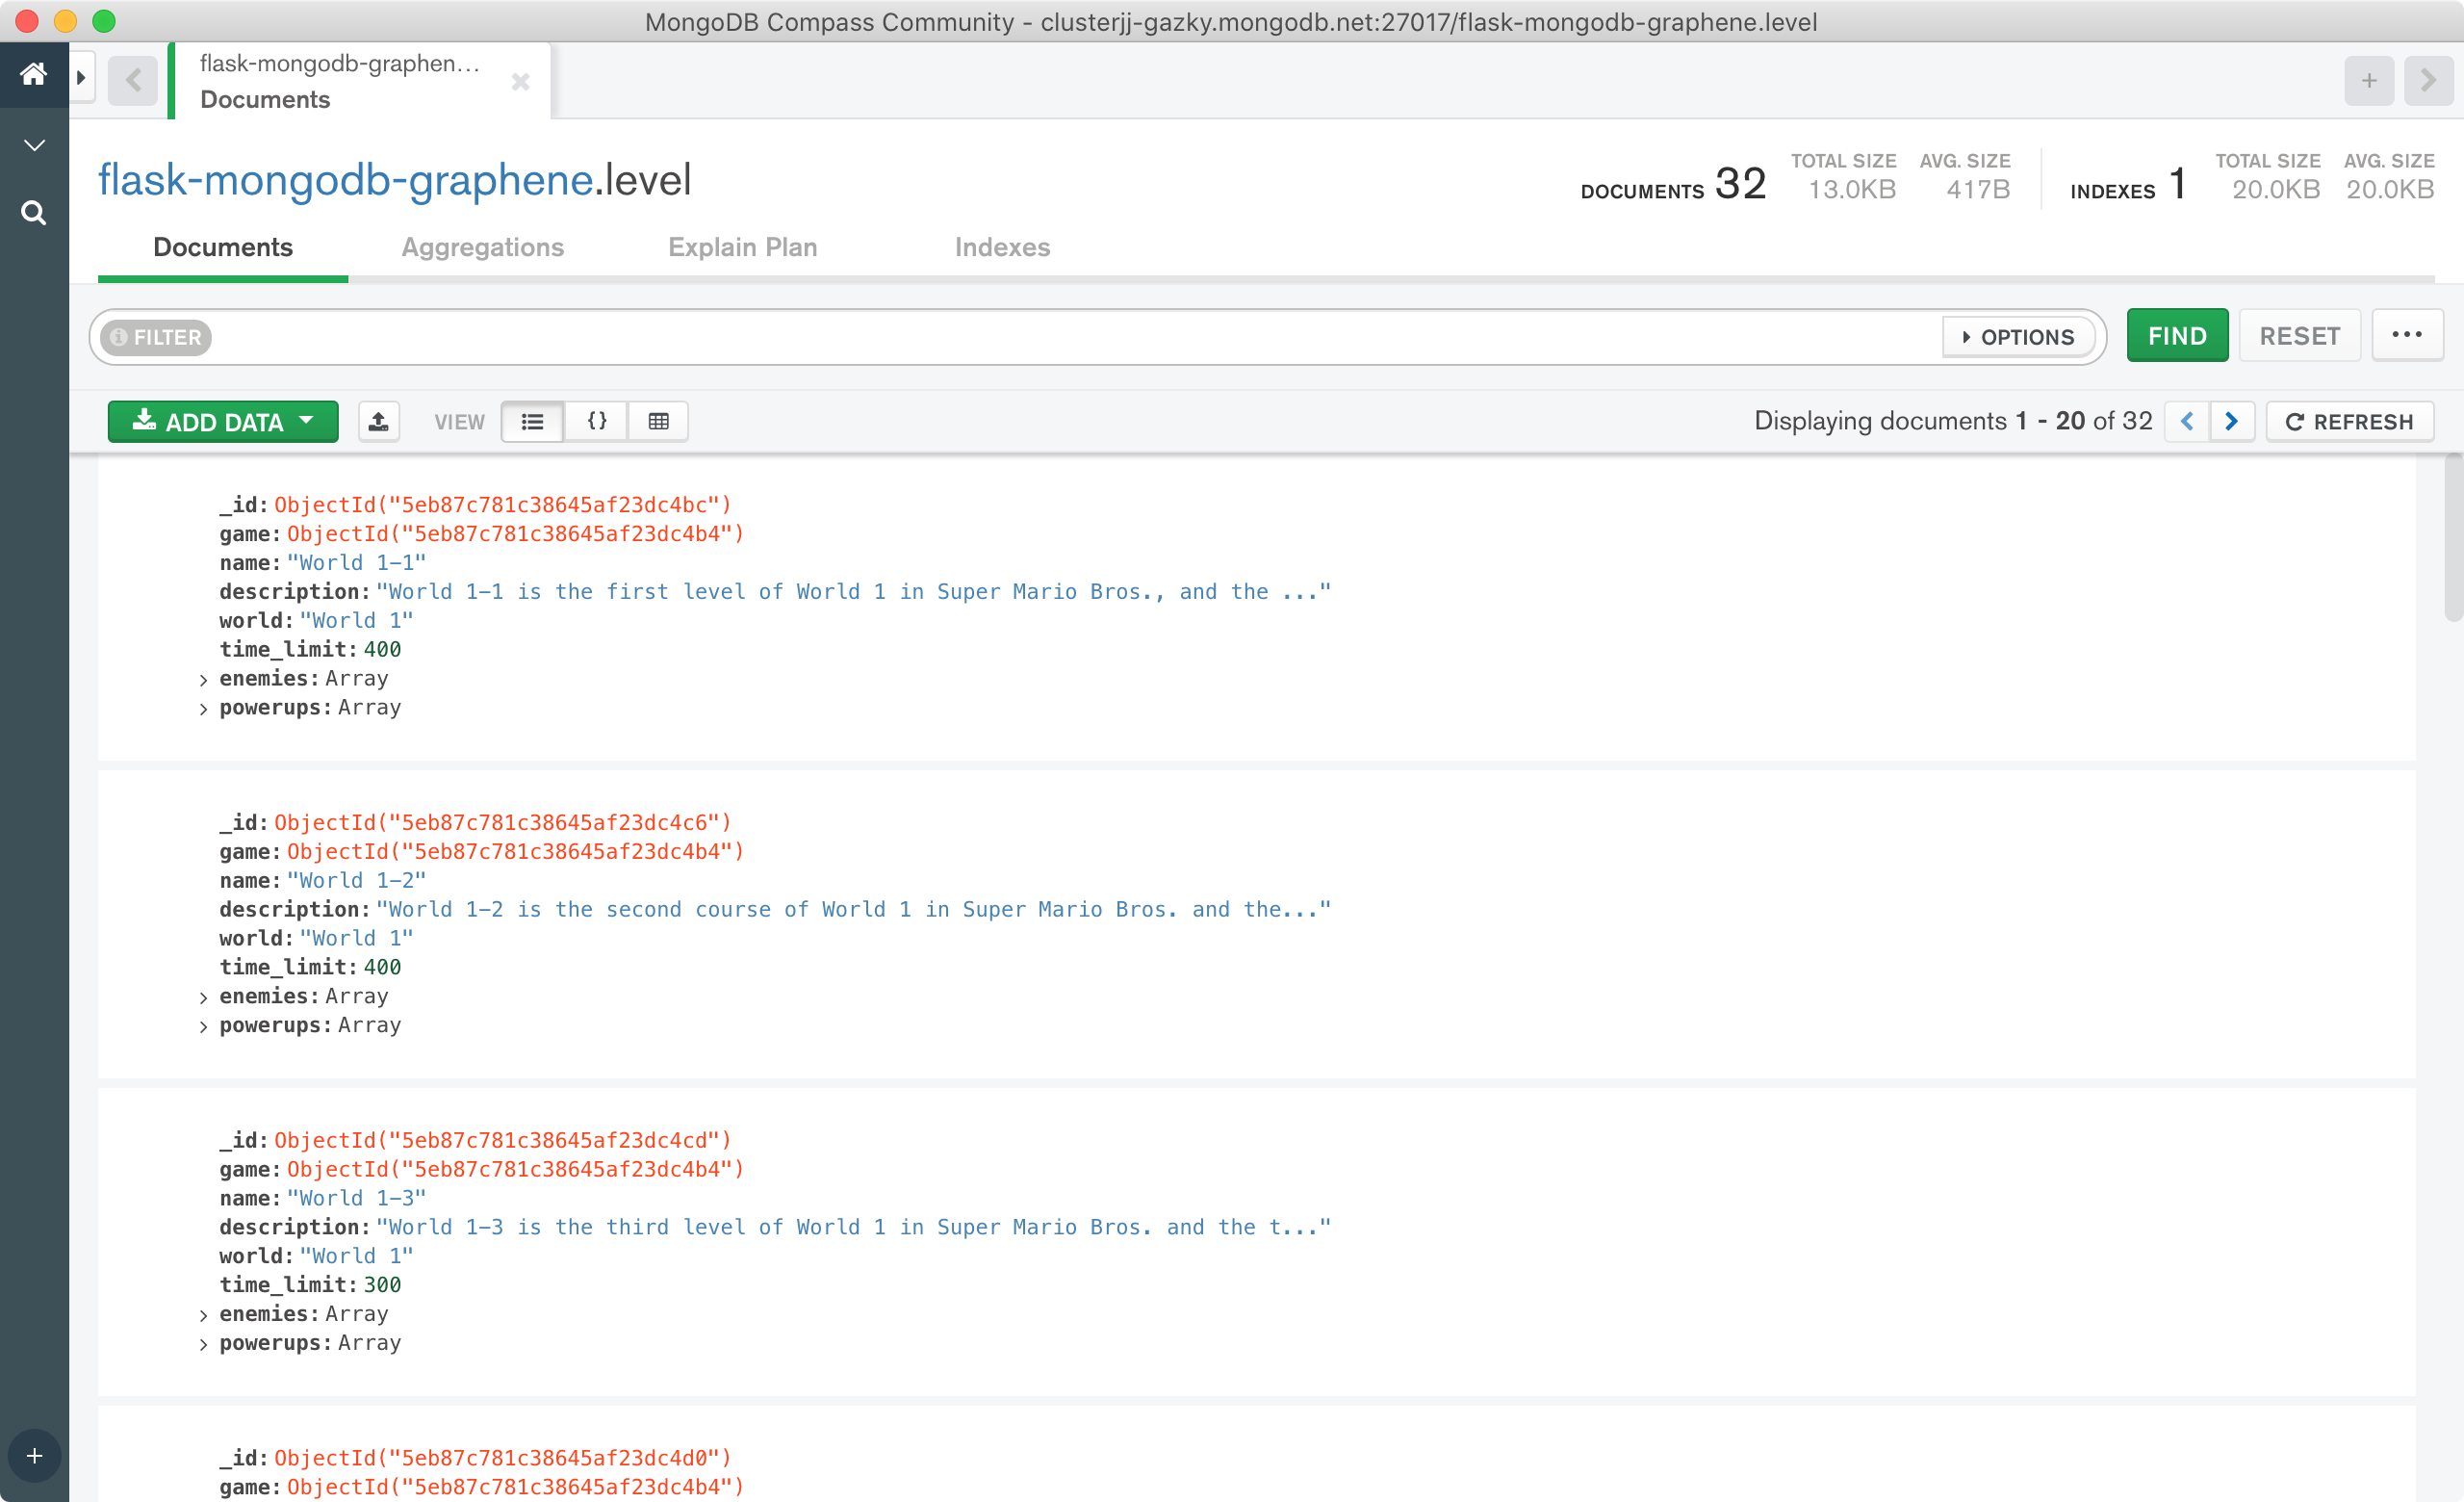 MongoDB Compass Community - clusterjj-gazky.mongodb.net:27017/flask-mongodb-graphene.level
flask-mongodb-graphen...
Documents
flask-mongodb-graphene.level
DOCUMENTS 32 TOTAL SIZE 13.0KB AVG. SIZE 417B INDEXES 1 TOTAL SIZE 20.0KB AVG. SIZE 20.0KB
Documents Aggregations Explain Plan Indexes
FILTER OPTIONS FIND RESET ...
ADD DATA VIEW {} Displaying documents 1 - 20 of 32 REFRESH
_id: ObjectId("5eb87c781c38645af23dc4bc")
game: ObjectId("5eb87c781c38645af23dc4b4")
name: "World 1-1"
description: "World 1-1 is the first level of World 1 in Super Mario Bros., and the ..."
world: "World 1"
time_limit: 400
> enemies: Array
> powerups: Array
_id: ObjectId("5eb87c781c38645af23dc4c6")
game: ObjectId("5eb87c781c38645af23dc4b4")
name: "World 1-2"
description: "World 1-2 is the second course of World 1 in Super Mario Bros. and the..."
world: "World 1"
time_limit: 400
> enemies: Array
> powerups: Array
_id: ObjectId("5eb87c781c38645af23dc4cd")
game: ObjectId("5eb87c781c38645af23dc4b4")
name: "World 1-3"
description: "World 1-3 is the third level of World 1 in Super Mario Bros. and the t..."
world: "World 1"
time_limit: 300
> enemies: Array
> powerups: Array
_id: ObjectId("5eb87c781c38645af23dc4d0")
game: ObjectId("5eb87c781c38645af23dc4b4")